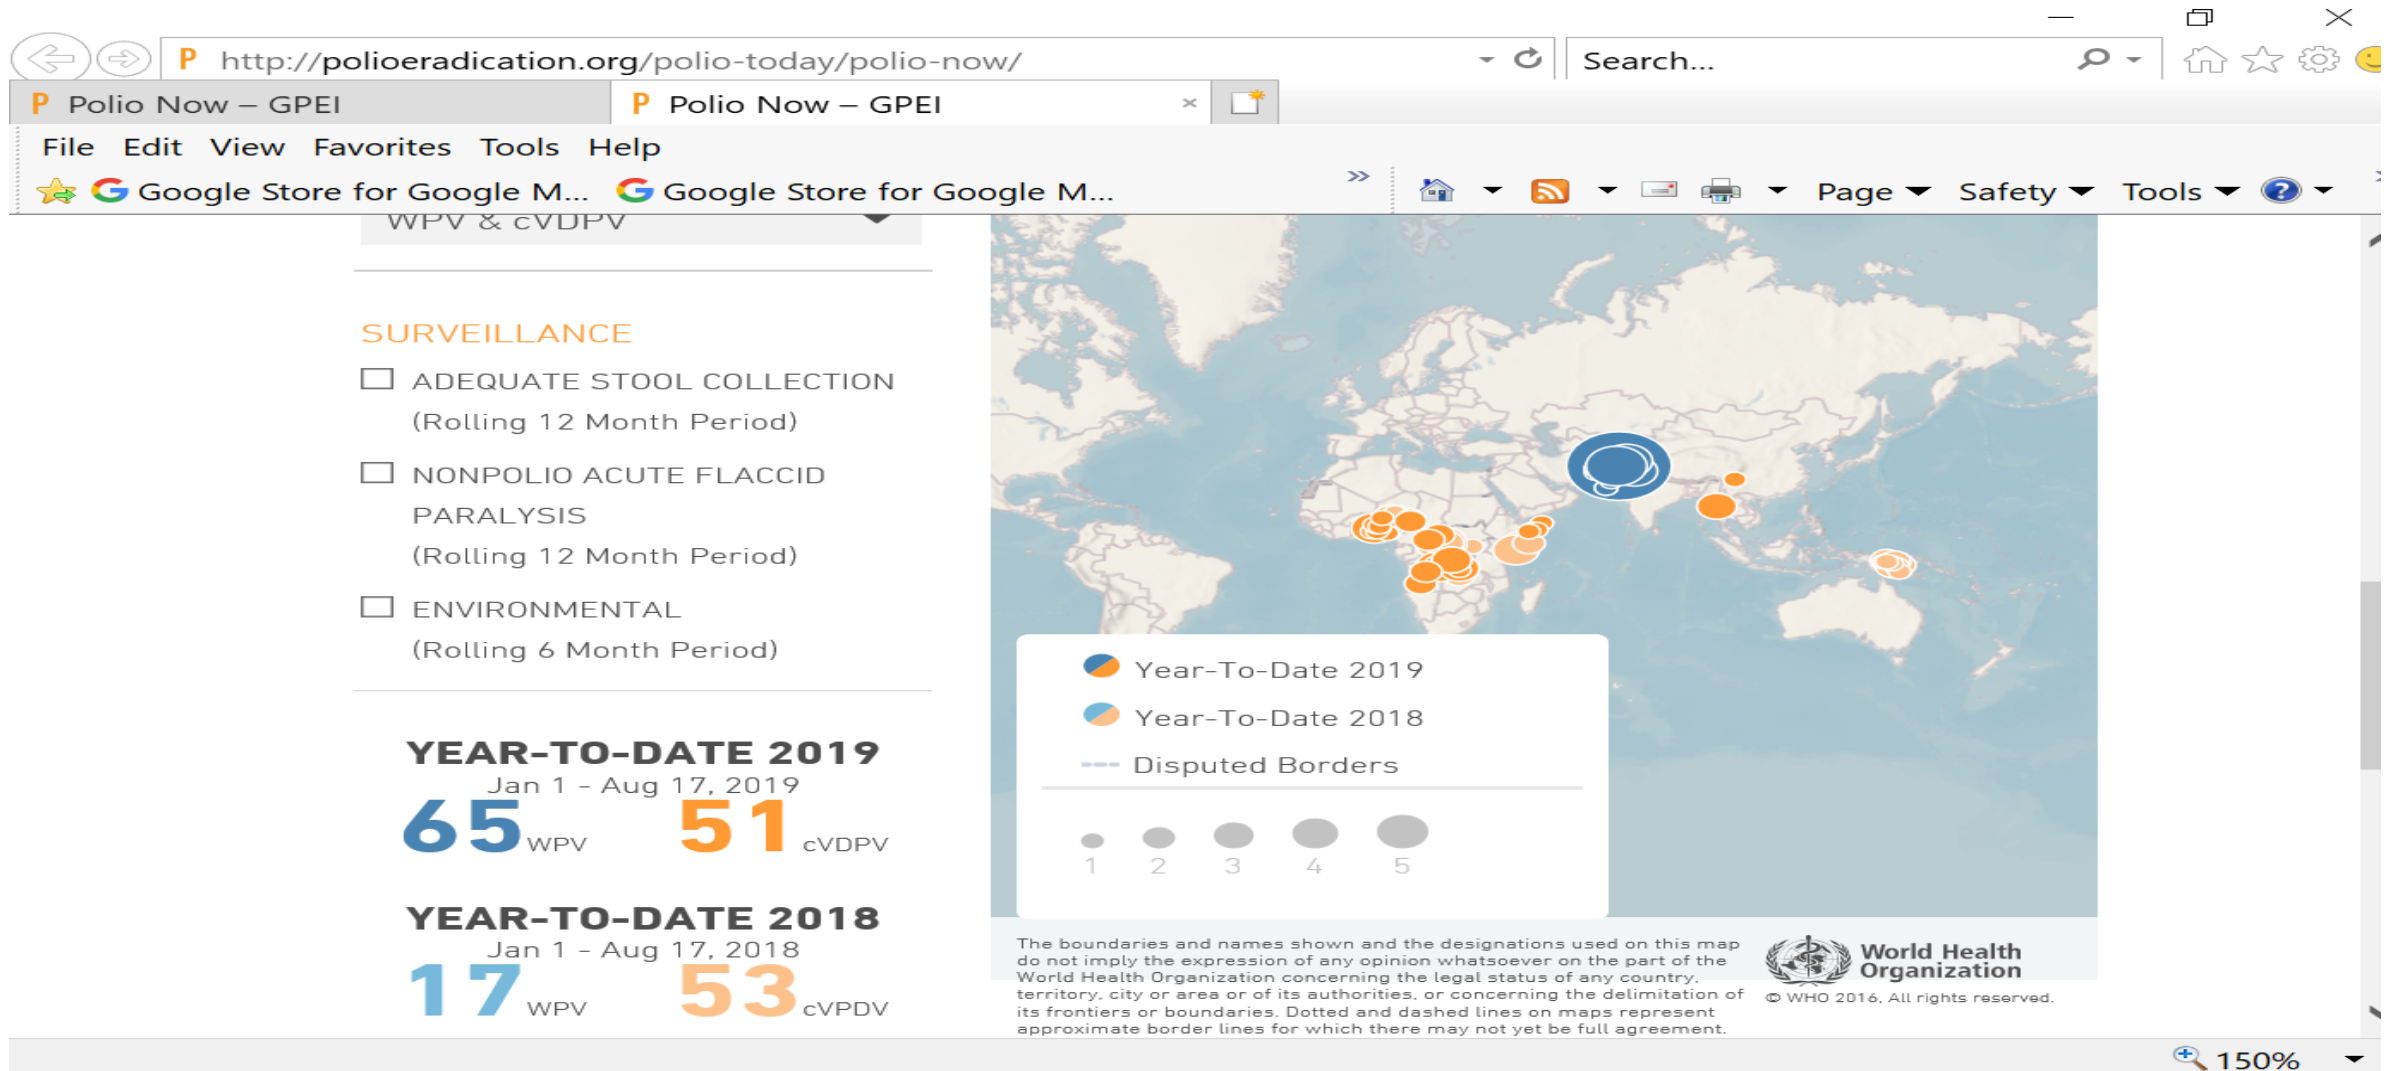 P http://polioeradication.org/polio-today/polio-now/
Search...
P Polio Now – GPEI
P Polio Now – GPEI
File Edit View Favorites Tools Help
G Google Store for Google M... G Google Store for Google M...
Page Safety Tools
WPV & cVDPV
SURVEILLANCE
ADEQUATE STOOL COLLECTION
(Rolling 12 Month Period)
NONPOLIO ACUTE FLACCID
PARALYSIS
(Rolling 12 Month Period)
ENVIRONMENTAL
(Rolling 6 Month Period)
YEAR-TO-DATE 2019
Jan 1 - Aug 17, 2019
65 WPV 51 cVDPV
YEAR-TO-DATE 2018
Jan 1 - Aug 17, 2018
17 WPV 53 cVPDV
Year-To-Date 2019
Year-To-Date 2018
Disputed Borders
1 2 3 4 5
The boundaries and names shown and the designations used on this map
do not imply the expression of any opinion whatsoever on the part of the
World Health Organization concerning the legal status of any country,
territory, city or area or of its authorities, or concerning the delimitation of
its frontiers or boundaries. Dotted and dashed lines on maps represent
approximate border lines for which there may not yet be full agreement.
World Health
Organization
© WHO 2016, All rights reserved.
150%